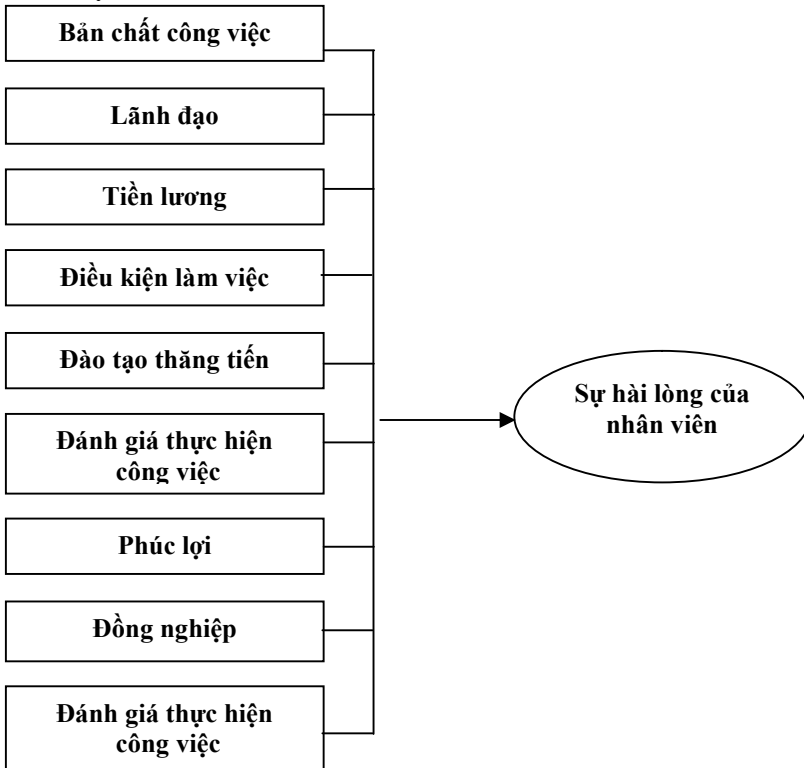 Bản chất công việc
Lãnh đạo
Tiền lương
Điều kiện làm việc
Đào tạo thăng tiến
Đánh giá thực hiện
công việc
Phúc lợi
Đồng nghiệp
Đánh giá thực hiện
công việc
Sự hài lòng của
nhân viên